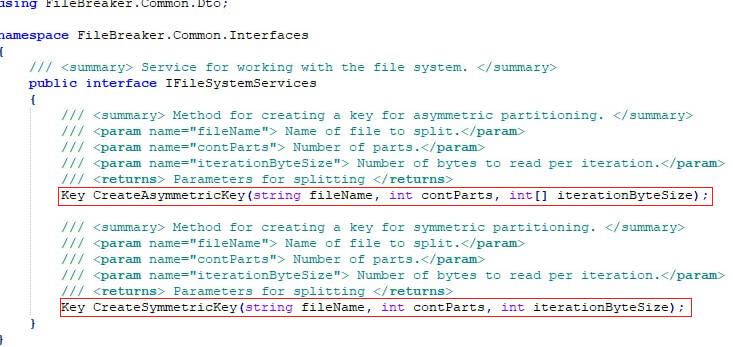 using FileBreaker.Common.Dto;
namespace FileBreaker.Common.Interfaces
{
/// <summary> Service for working with the file system. </summary>
public interface IFileSystemServices
{
/// <summary> Method for creating a key for asymmetric partitioning. </summary>
/// <param name="fileName"> Name of file to split.</param>
/// <param name="contParts"> Number of parts.</param>
/// <param name="iterationByteSize"> Number of bytes to read per iteration.</param>
/// <returns> Parameters for splitting </returns>
Key CreateAsymmetricKey(string fileName, int contParts, int[] iterationByteSize);
/// <summary> Method for creating a key for symmetric partitioning. </summary>
/// <param name="fileName"> Name of file to split.</param>
/// <param name="contParts"> Number of parts.</param>
/// <param name="iterationByteSize"> Number of bytes to read per iteration.</param>
/// <returns> Parameters for splitting </returns>
Key CreateSymmetricKey(string fileName, int contParts, int iterationByteSize);
}
}